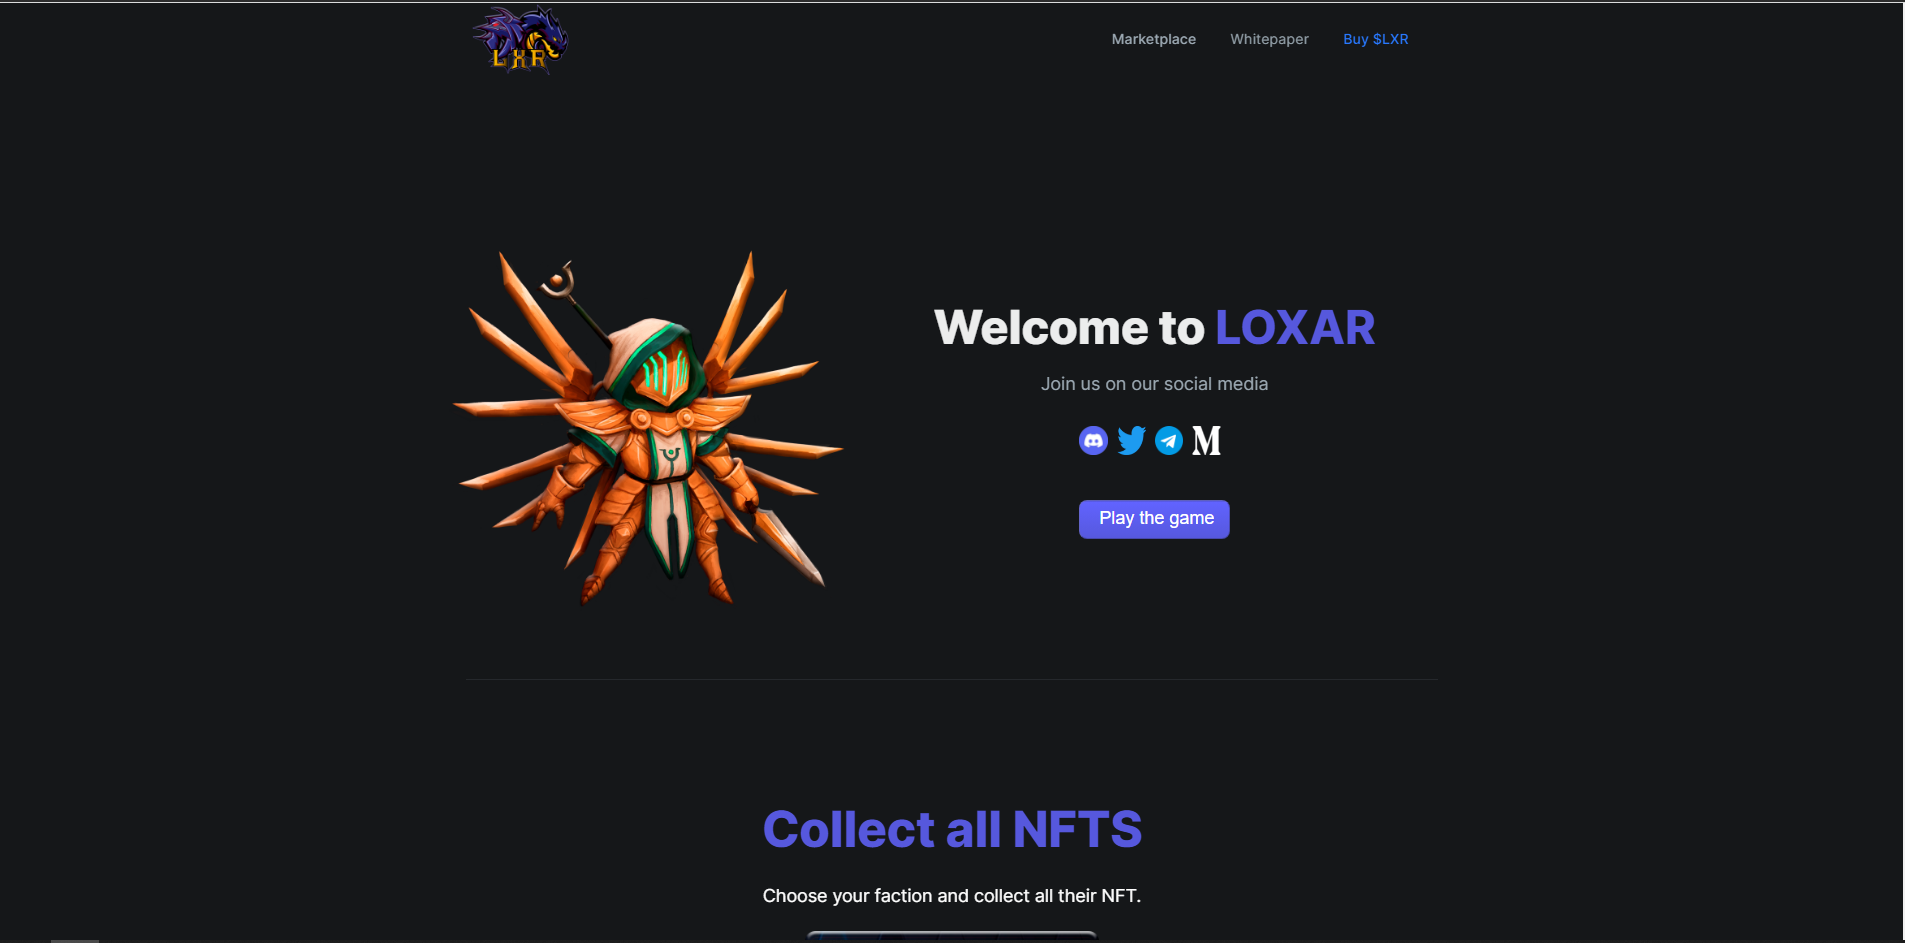 LXR
Marketplace
Whitepaper
Buy $LXR
Welcome to LOXAR
Join us on our social media
M
Play the game
Collect all NFTS
Choose your faction and collect all their NFT.